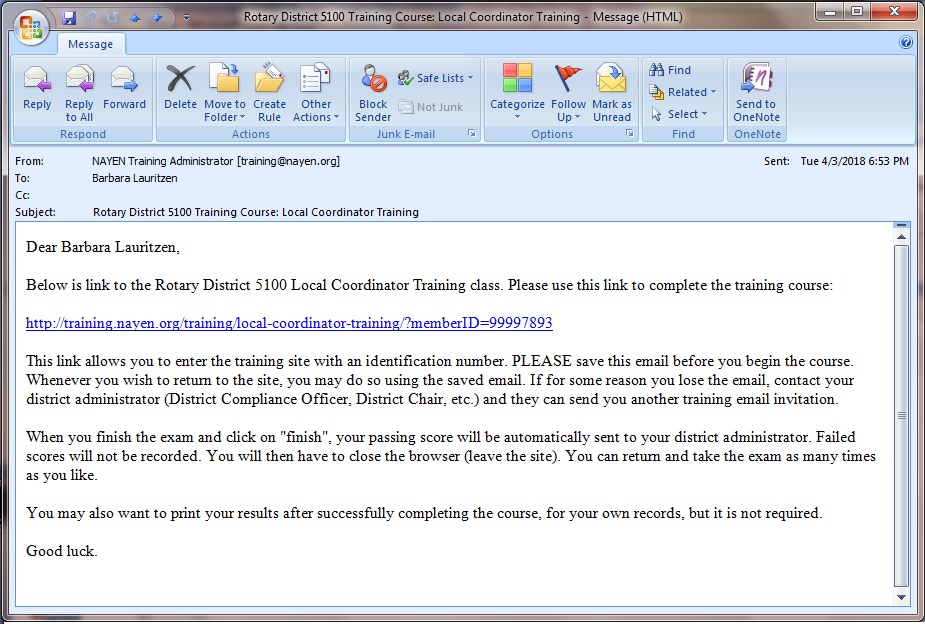 Rotary District 5100 Training Course: Local Coordinator Training - Message (HTML)
Message
Reply
Reply to All
Forward
Respond
Delete
Move to Folder
Create Rule
Other Actions
Actions
Block Sender
Safe Lists
Not Junk
Junk E-mail
Categorize
Follow Up
Mark as Unread
Options
Find
Related
Select
Find
Send to OneNote
OneNote
From: NAYEN Training Administrator [training@nayen.org] Sent: Tue 4/3/2018 6:53 PM
To: Barbara Lauritzen
Cc:
Subject: Rotary District 5100 Training Course: Local Coordinator Training
Dear Barbara Lauritzen,
Below is link to the Rotary District 5100 Local Coordinator Training class. Please use this link to complete the training course:
http://training.nayen.org/training/local-coordinator-training/?memberID=99997893
This link allows you to enter the training site with an identification number. PLEASE save this email before you begin the course.
Whenever you wish to return to the site, you may do so using the saved email. If for some reason you lose the email, contact your
district administrator (District Compliance Officer, District Chair, etc.) and they can send you another training email invitation.
When you finish the exam and click on "finish", your passing score will be automatically sent to your district administrator. Failed
scores will not be recorded. You will then have to close the browser (leave the site). You can return and take the exam as many times
as you like.
You may also want to print your results after successfully completing the course, for your own records, but it is not required.
Good luck.